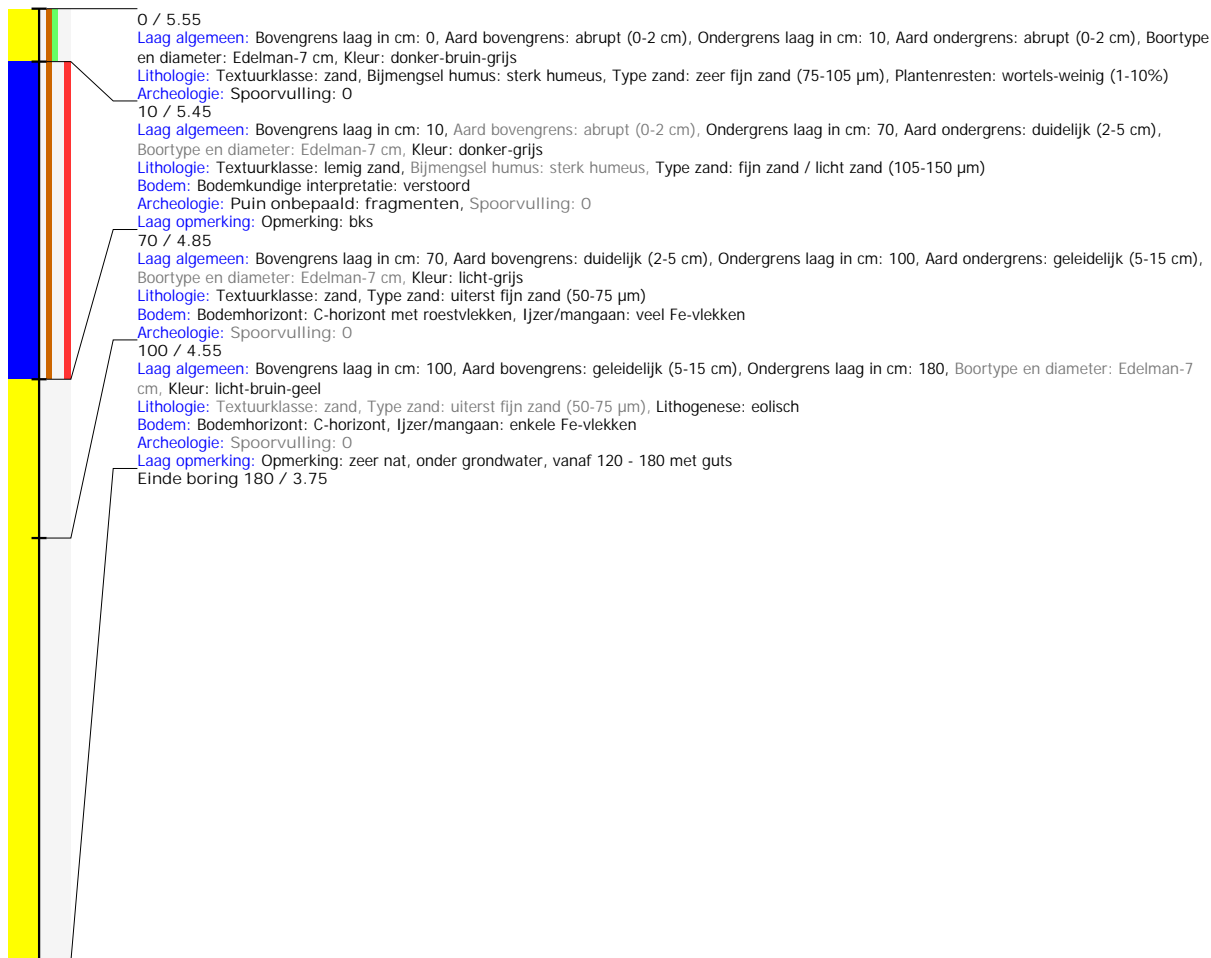 0 / 5.55
Laag algemeen: Bovengrens laag in cm: 0, Aard bovengrens: abrupt (0-2 cm), Ondergrens laag in cm: 10, Aard ondergrens: abrupt (0-2 cm), Boortype
en diameter: Edelman-7 cm, Kleur: donker-bruin-grijs
Lithologie: Textuurklasse: zand, Bijmengsel humus: sterk humeus, Type zand: zeer fijn zand (75-105 µm), Plantenresten: wortels-weinig (1-10%)
Archeologie: Spoorvulling: 0
10 / 5.45
Laag algemeen: Bovengrens laag in cm: 10, Aard bovengrens: abrupt (0-2 cm), Ondergrens laag in cm: 70, Aard ondergrens: duidelijk (2-5 cm),
Boortype en diameter: Edelman-7 cm, Kleur: donker-grijs
Lithologie: Textuurklasse: lemig zand, Bijmengsel humus: sterk humeus, Type zand: fijn zand / licht zand (105-150 µm)
Bodem: Bodemkundige interpretatie: verstoord
Archeologie: Puin onbepaald: fragmenten, Spoorvulling: 0
Laag opmerking: Opmerking: bks
70 / 4.85
Laag algemeen: Bovengrens laag in cm: 70, Aard bovengrens: duidelijk (2-5 cm), Ondergrens laag in cm: 100, Aard ondergrens: geleidelijk (5-15 cm),
Boortype en diameter: Edelman-7 cm, Kleur: licht-grijs
Lithologie: Textuurklasse: zand, Type zand: uiterst fijn zand (50-75 µm)
Bodem: Bodemhorizont: C-horizont met roestvlekken, Ijzer/mangaan: veel Fe-vlekken
Archeologie: Spoorvulling: 0
100 / 4.55
Laag algemeen: Bovengrens laag in cm: 100, Aard bovengrens: geleidelijk (5-15 cm), Ondergrens laag in cm: 180, Boortype en diameter: Edelman-7
cm, Kleur: licht-bruin-geel
Lithologie: Textuurklasse: zand, Type zand: uiterst fijn zand (50-75 µm), Lithogenese: eolisch
Bodem: Bodemhorizont: C-horizont, Ijzer/mangaan: enkele Fe-vlekken
Archeologie: Spoorvulling: 0
Laag opmerking: Opmerking: zeer nat, onder grondwater, vanaf 120 - 180 met guts
Einde boring 180 / 3.75